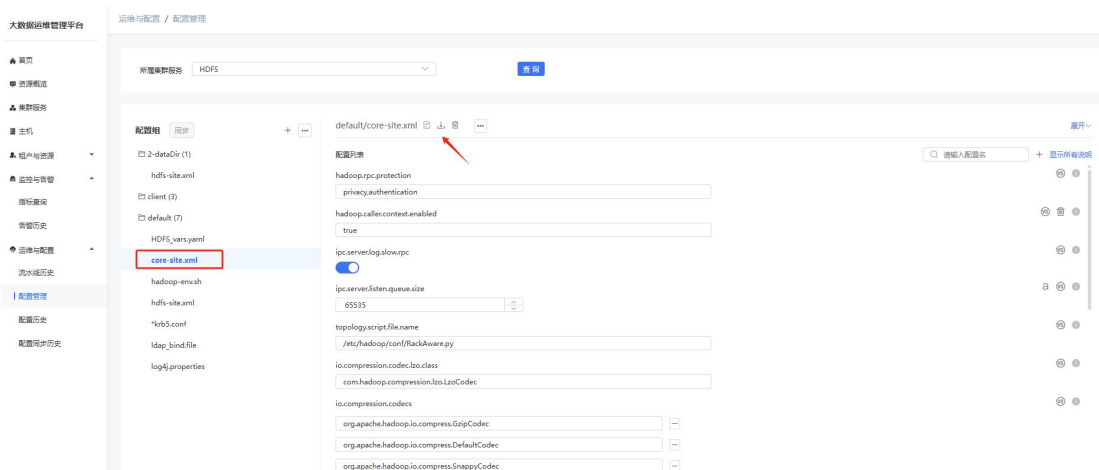 大数据运维管理平台
首页
资源概览
集群服务
主机
租户与资源
监控与告警
指标查询
告警历史
运维与配置
流水线历史
配置管理
配置历史
配置同步历史
运维与配置 / 配置管理
所属集群服务 HDFS 查询
配置组 同步 + ...
2-dataDir (1)
hdfs-site.xml
client (3)
default (7)
HDFS_vars.yaml
core-site.xml
hadoop-env.sh
hdfs-site.xml
*krb5.conf
ldap_bind.file
log4j.properties
default/core-site.xml ... 展开
配置列表 请输入配置名 + 显示所有说明
hadoop.rpc.protection
privacy,authentication
hadoop.caller.context.enabled
true
ipc.server.log.slow.rpc
ipc.server.listen.queue.size
65535
topology.script.file.name
/etc/hadoop/conf/RackAware.py
io.compression.codec.lzo.class
com.hadoop.compression.lzo.LzoCodec
io.compression.codecs
org.apache.hadoop.io.compress.GzipCodec
org.apache.hadoop.io.compress.DefaultCodec
org.apache.hadoop.io.compress.SnappyCodec